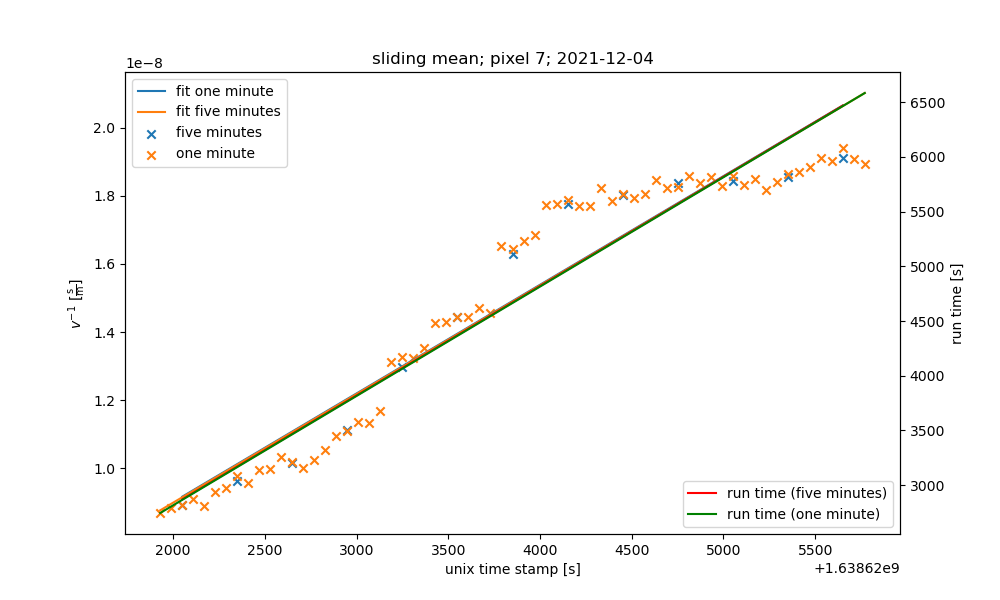 sliding mean; pixel 7; 2021-12-04
1e−8
fit one minute
fit five minutes
five minutes
one minute
2.0
1.8
1.6
1.4
1.2
1.0
v⁻¹ [s/m]
6500
6000
5500
5000
4500
4000
3500
3000
run time [s]
run time (five minutes)
run time (one minute)
2000 2500 3000 3500 4000 4500 5000 5500
unix time stamp [s]
+1.63862e9